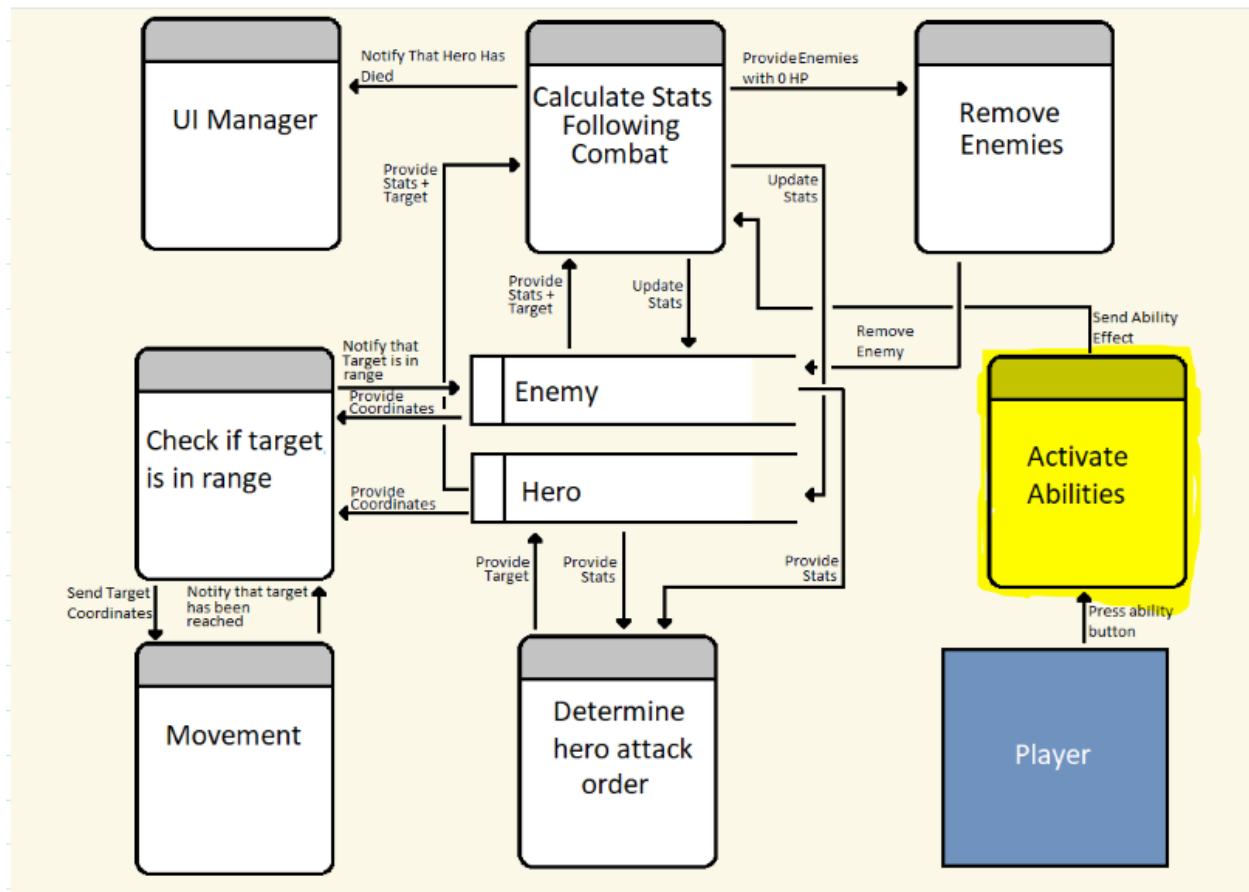 UI Manager
Notify That Hero Has
Died
Calculate Stats
Following
Combat
Provide Enemies
with 0 HP
Remove
Enemies
Provide
Stats +
Target
Update
Stats
Provide
Stats +
Target
Update
Stats
Remove
Enemy
Send Ability
Effect
Notify that
Target is in
range
Provide
Coordinates
Enemy
Check if target
is in range
Hero
Provide
Coordinates
Activate
Abilities
Provide
Target
Provide
Stats
Provide
Stats
Send Target
Coordinates
Notify that target
has been
reached
Press ability
button
Movement
Determine
hero attack
order
Player